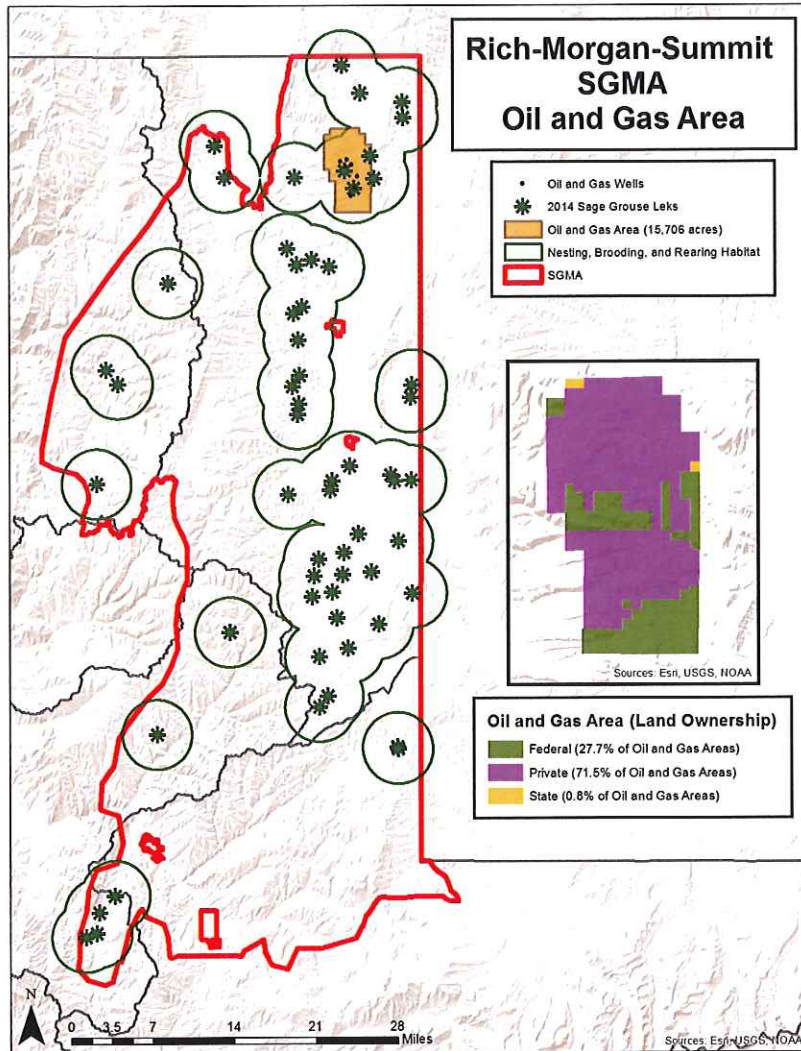 Rich-Morgan-Summit
SGMA
Oil and Gas Area
Oil and Gas Wells
2014 Sage Grouse Leks
Oil and Gas Area (15,706 acres)
Nesting, Brooding, and Rearing Habitat
SGMA
Sources: Esri, USGS, NOAA
Oil and Gas Area (Land Ownership)
Federal (27.7% of Oil and Gas Areas)
Private (71.5% of Oil and Gas Areas)
State (0.8% of Oil and Gas Areas)
N
0 3.5 7 14 21 28
Miles
Sources: Esri, USGS, NOAA